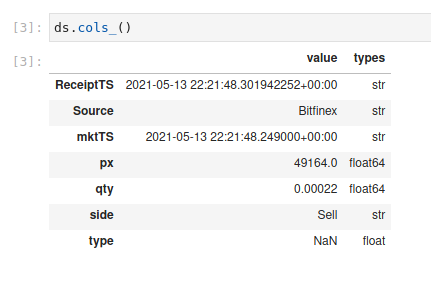 [3]: ds.cols_()
[3]: value types
ReceiptTS 2021-05-13 22:21:48.301942252+00:00 str
Source Bitfinex str
mktTS 2021-05-13 22:21:48.249000+00:00 str
px 49164.0 float64
qty 0.00022 float64
side Sell str
type NaN float